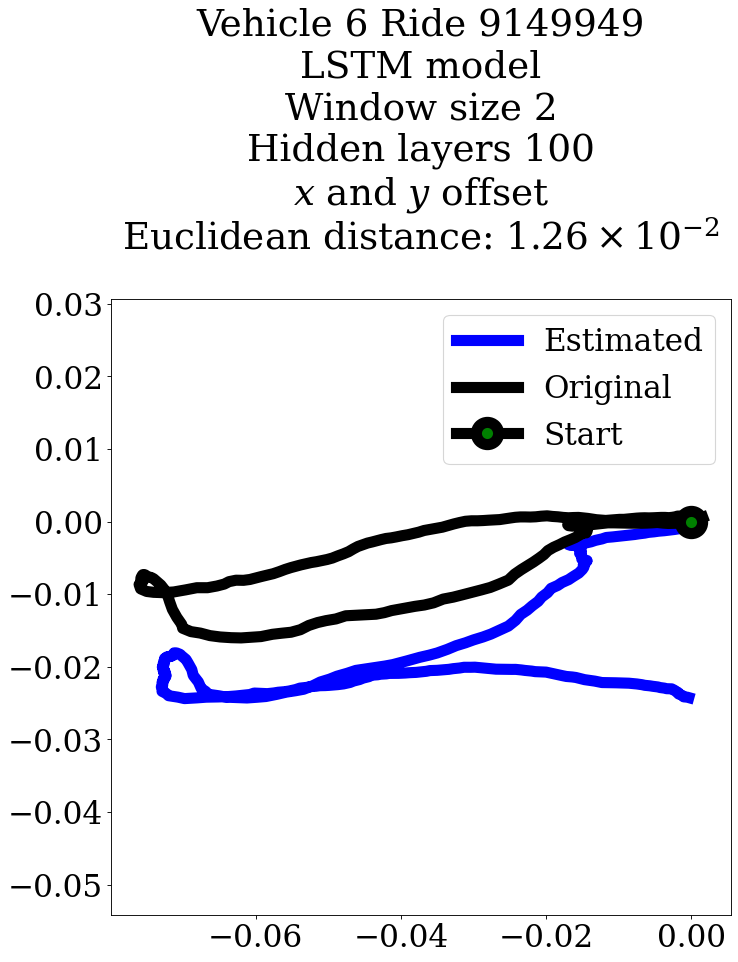 Vehicle 6 Ride 9149949
LSTM model
Window size 2
Hidden layers 100
x and y offset
Euclidean distance: 1.26 × 10⁻²
Estimated
Original
Start
0.03
0.02
0.01
0.00
−0.01
−0.02
−0.03
−0.04
−0.05
−0.06 −0.04 −0.02 0.00